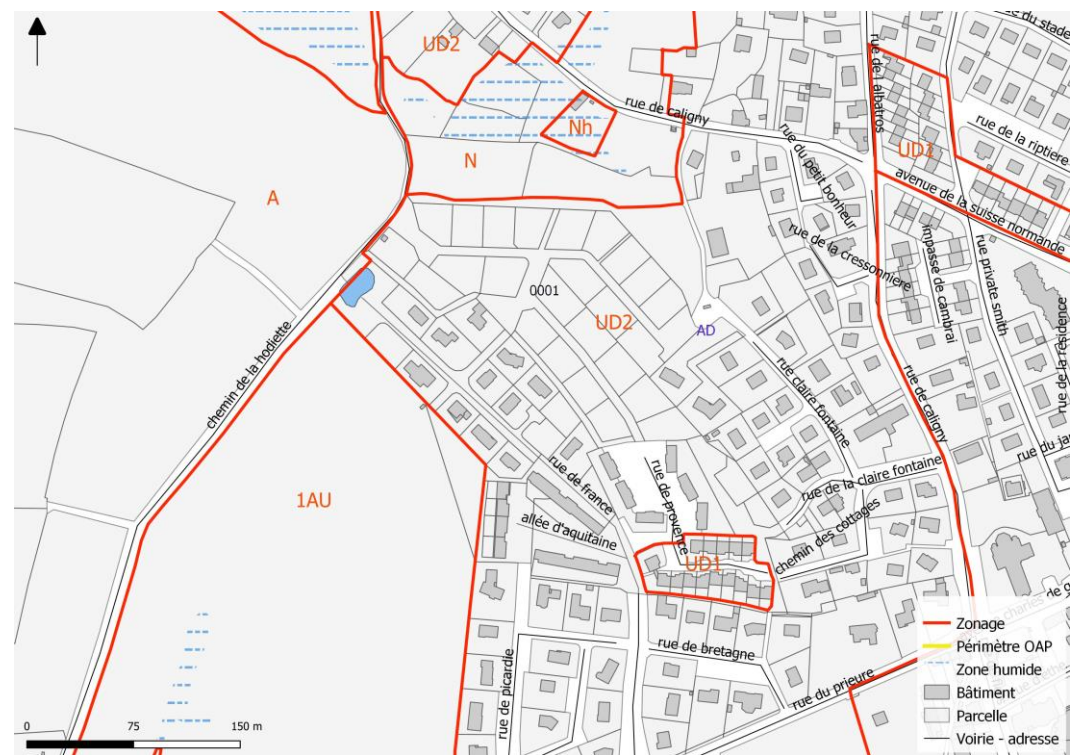 rue du stade
UD2
rue de l'albatros
rue de caligny
Nh
rue de la riptiere
UD1
N
rue du petit bonheur
A
avenue de la suisse normande
rue de la cressonniere
impasse de cambrai
rue private smith
0001
UD2
AD
rue de la résidence
chemin de la hodiette
rue claire fontaine
rue de caligny
rue du
rue de france
rue de provence
rue de la claire fontaine
1AU
allée d'aquitaine
chemin des cottages
UD1
charles de
rue de bretagne
rue de picardie
rue du prieure
Zonage
Périmètre OAP
Zone humide
Bâtiment
Parcelle
Voirie - adresse
0 75 150 m